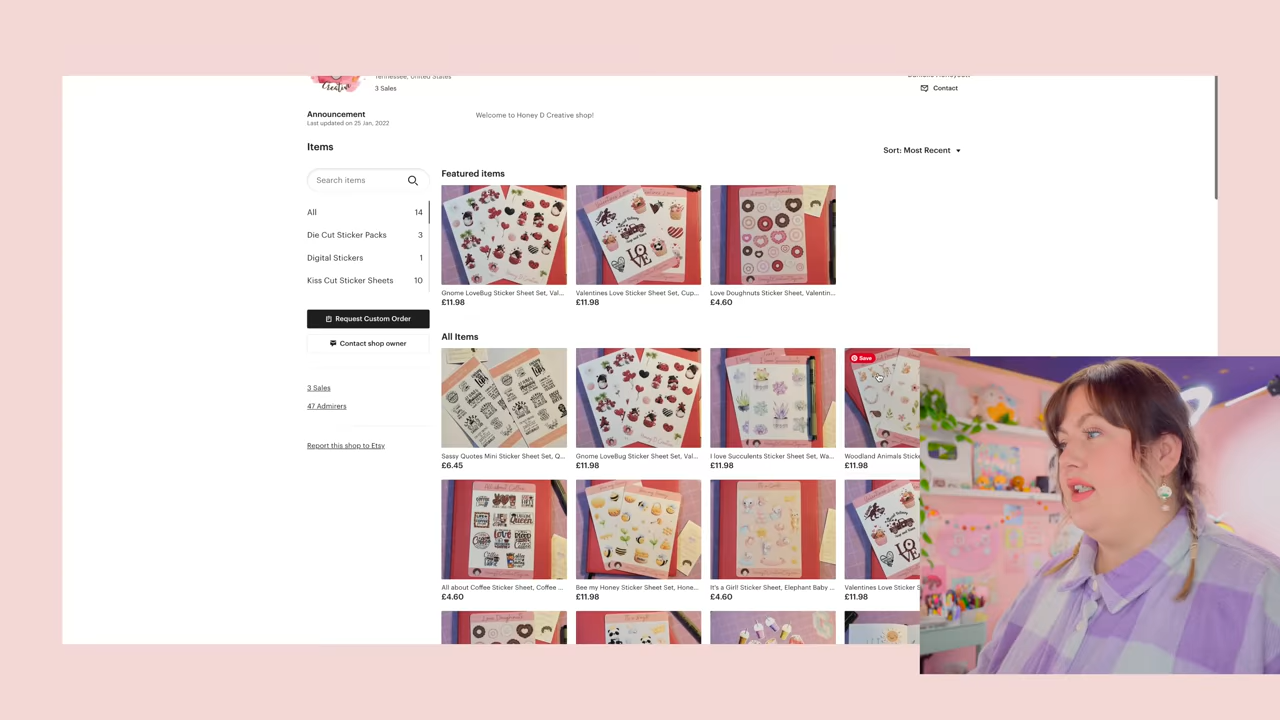 Creative
Tennessee, United States
3 Sales
Contact
Announcement
Last updated on 25 Jan, 2022
Welcome to Honey D Creative shop!
Items
Sort: Most Recent
Search items
All 14
Die Cut Sticker Packs 3
Digital Stickers 1
Kiss Cut Sticker Sheets 10
Request Custom Order
Contact shop owner
3 Sales
47 Admirers
Report this shop to Etsy
Featured items
Gnome LoveBug Sticker Sheet Set, Val...
£11.98
Valentines Love Sticker Sheet Set, Cup...
£11.98
Love Doughnuts Sticker Sheet, Valentin...
£4.60
All Items
Save
Sassy Quotes Mini Sticker Sheet Set, Q...
£6.45
Gnome LoveBug Sticker Sheet Set, Val...
£11.98
I love Succulents Sticker Sheet Set, Wa...
£11.98
Woodland Animals Sticke
£11.98
All about Coffee Sticker Sheet, Coffee ...
£4.60
Bee my Honey Sticker Sheet Set, Hone...
£11.98
It's a Girl! Sticker Sheet, Elephant Baby ...
£4.60
Valentines Love Sticker S
£11.98